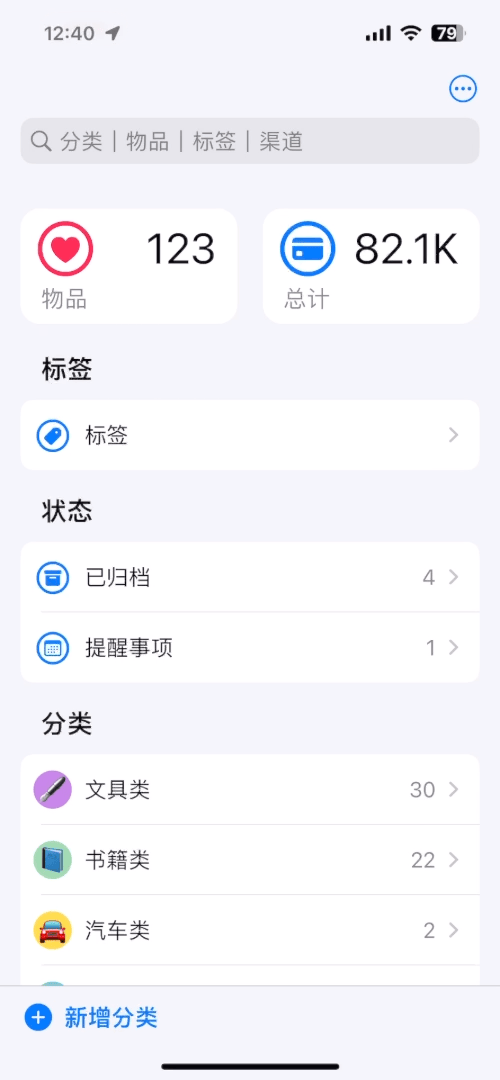 12:40 79
分类 | 物品 | 标签 | 渠道
123 82.1K
物品 总计
标签
标签
状态
已归档 4
提醒事项 1
分类
文具类 30
书籍类 22
汽车类 2
新增分类